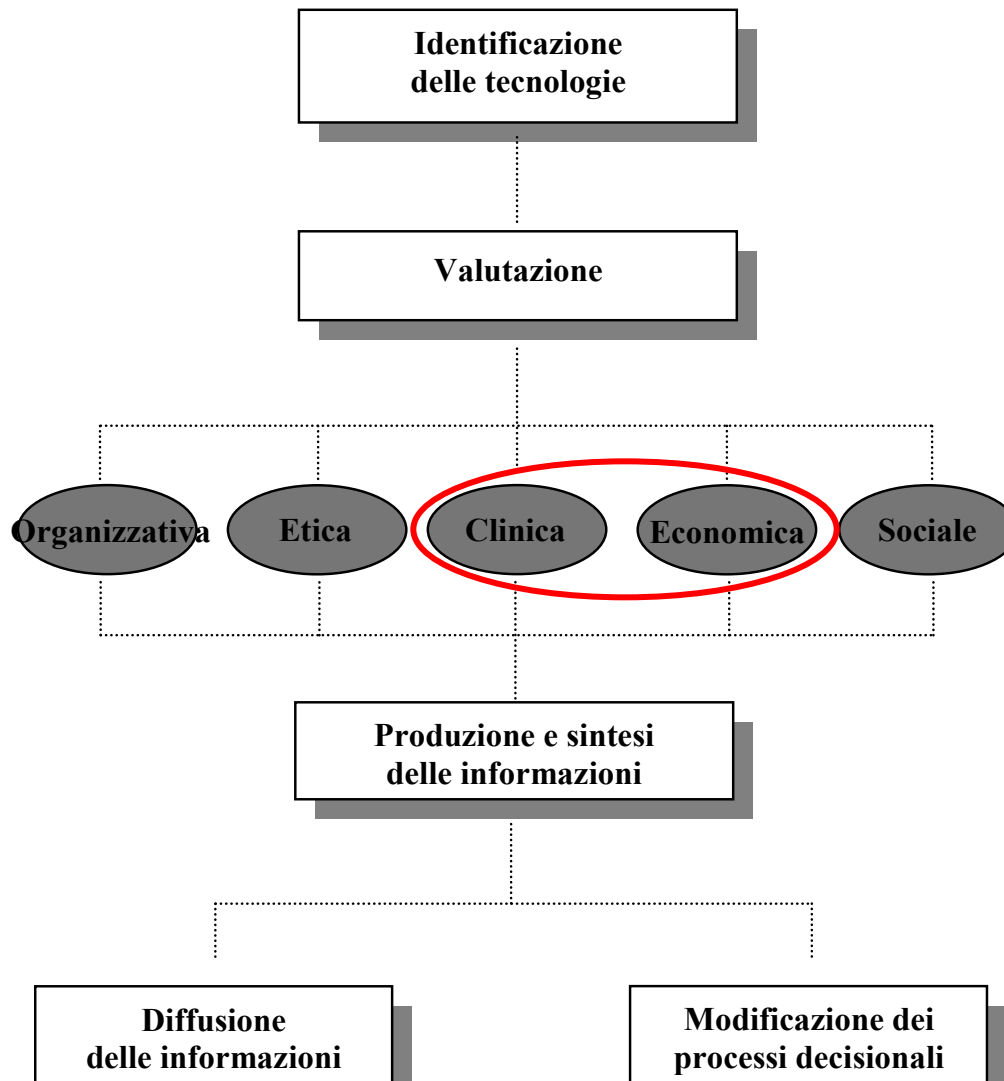 Identificazione
delle tecnologie
Valutazione
Organizzativa
Etica
Clinica
Economica
Sociale
Produzione e sintesi
delle informazioni
Diffusione
delle informazioni
Modificazione dei
processi decisionali